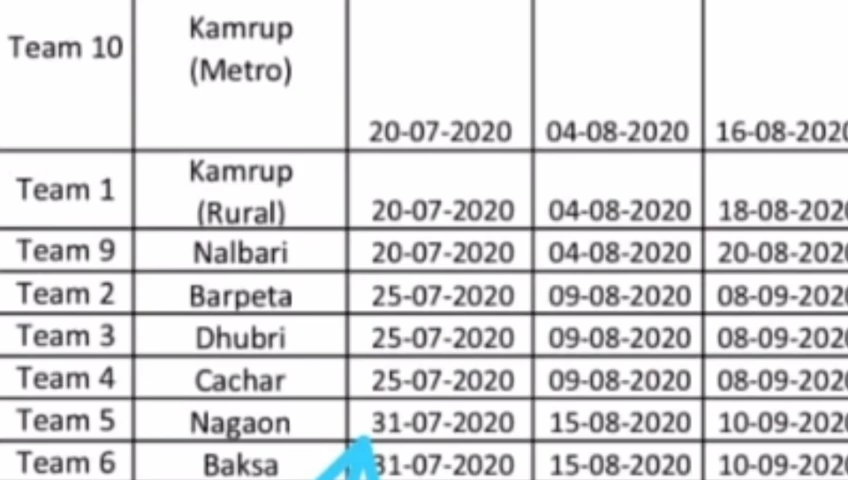 Team 10 Kamrup (Metro) 20-07-2020 04-08-2020 16-08-2020
Team 1 Kamrup (Rural) 20-07-2020 04-08-2020 18-08-2020
Team 9 Nalbari 20-07-2020 04-08-2020 20-08-2020
Team 2 Barpeta 25-07-2020 09-08-2020 08-09-2020
Team 3 Dhubri 25-07-2020 09-08-2020 08-09-2020
Team 4 Cachar 25-07-2020 09-08-2020 08-09-2020
Team 5 Nagaon 31-07-2020 15-08-2020 10-09-2020
Team 6 Baksa 31-07-2020 15-08-2020 10-09-2020